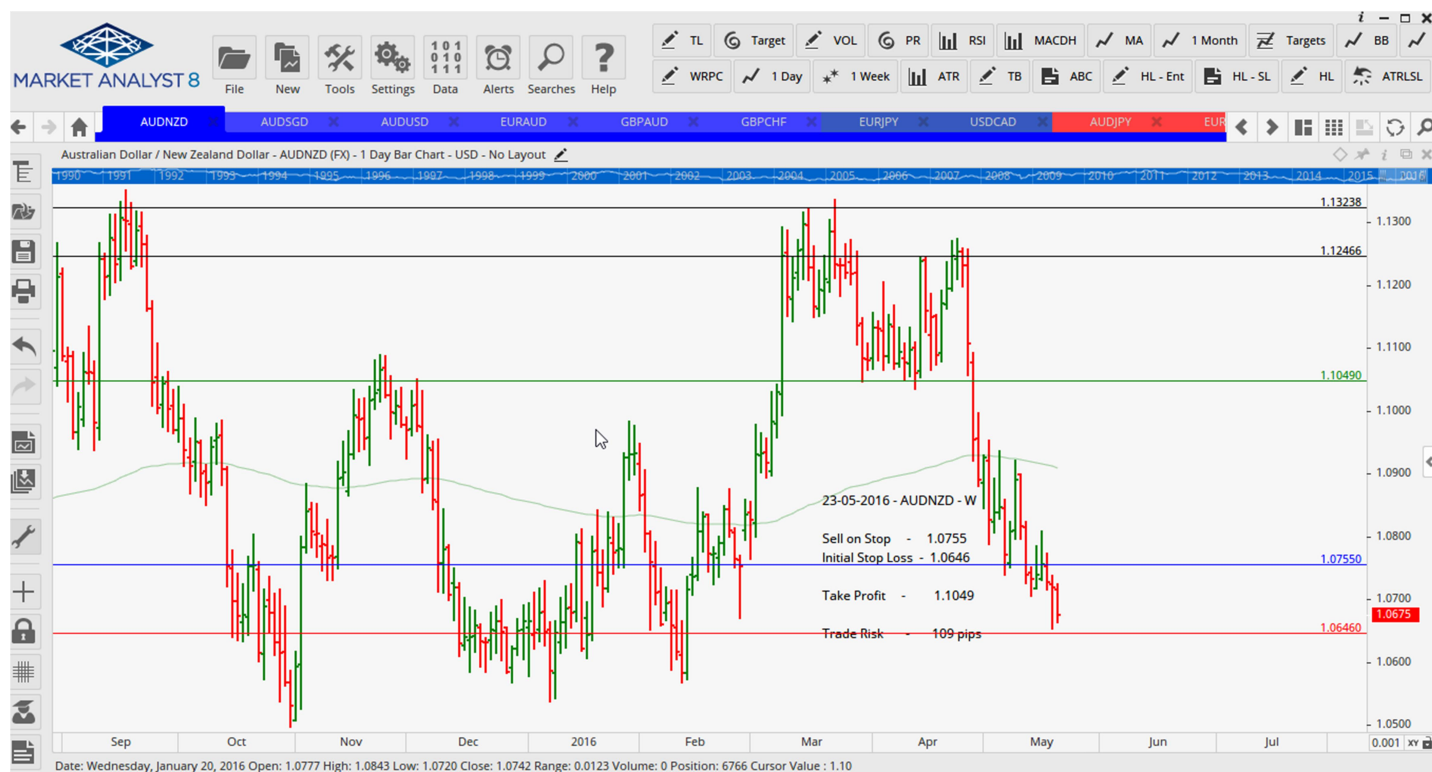 MARKET ANALYST 8
File New Tools Settings Data Alerts Searches Help
TL Target VOL PR RSI MACDH MA 1 Month Targets BB
WRPC 1 Day 1 Week ATR TB ABC HL - Ent HL - SL HL ATRLSL
AUDNZD AUDSGD AUDUSD EURAUD GBPAUD GBPCHF EURJPY USDCAD AUDJPY EUR
Australian Dollar / New Zealand Dollar - AUDNZD (FX) - 1 Day Bar Chart - USD - No Layout
1990 1991 1992 1993 1994 1995 1996 1997 1998 1999 2000 2001 2002 2003 2004 2005 2006 2007 2008 2009 2010 2011 2012 2013 2014 2015 2016
1.13238
1.1300
1.12466
1.1200
1.1100
1.10490
1.1000
1.0900
23-05-2016 - AUDNZD - W
Sell on Stop - 1.0755
1.0800
Initial Stop Loss - 1.0646
1.07550
Take Profit - 1.1049
1.0700
1.0675
1.06460
Trade Risk - 109 pips
1.0600
1.0500
Sep Oct Nov Dec 2016 Feb Mar Apr May Jun Jul 0.001 XY
Date: Wednesday, January 20, 2016 Open: 1.0777 High: 1.0843 Low: 1.0720 Close: 1.0742 Range: 0.0123 Volume: 0 Position: 6766 Cursor Value : 1.10